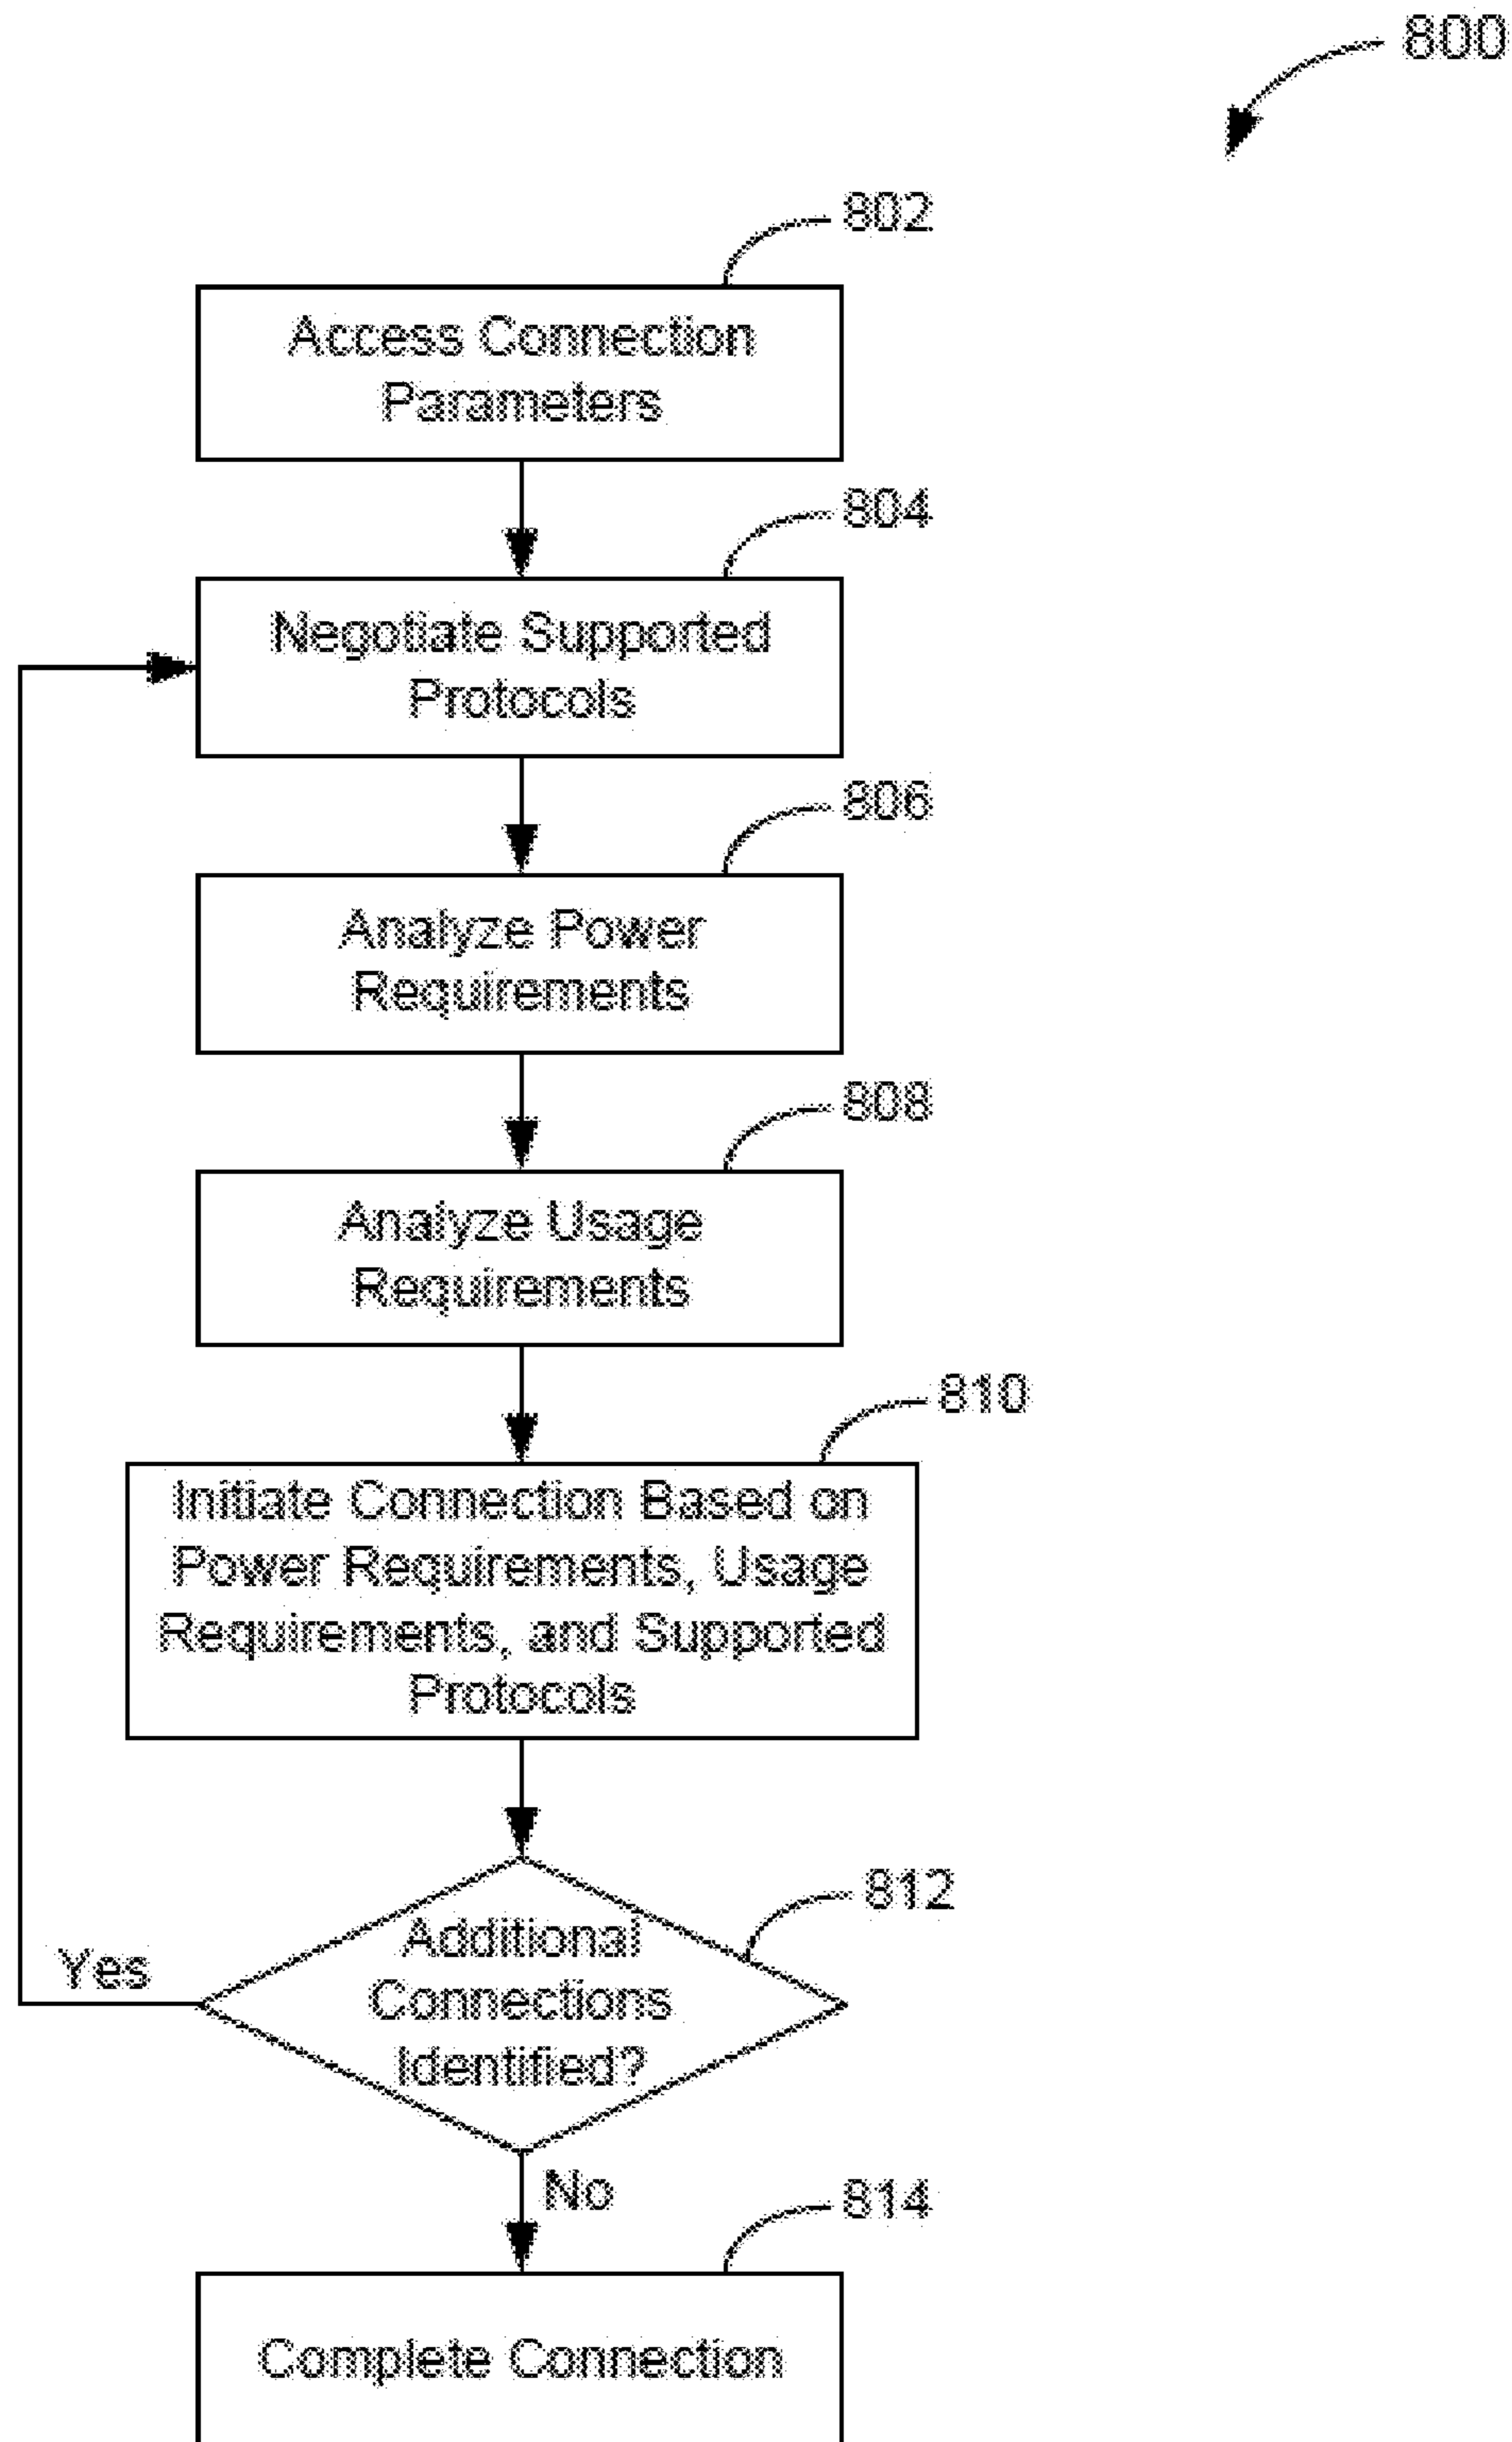 800
802
Access Connection
Parameters
804
Negotiate Supported
Protocols
806
Analyze Power
Requirements
808
Analyze Usage
Requirements
810
Initiate Connection Based on
Power Requirements, Usage
Requirements, and Supported
Protocols
812
Additional
Connections
Identified?
Yes
No
814
Complete Connection